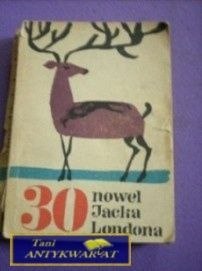 30 nowel
Jacka
Londona
Tani
ANTYKWARIAT